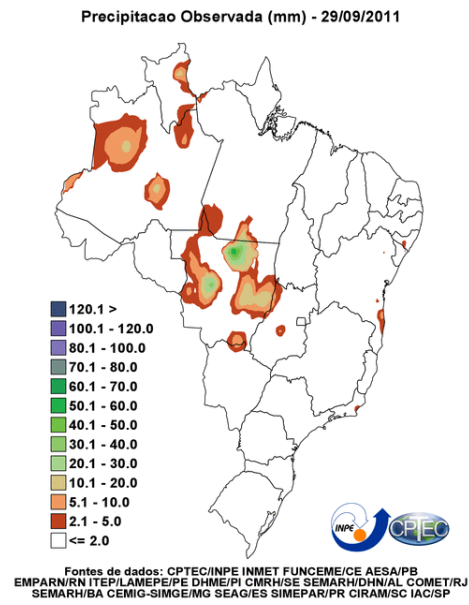 Precipitacao Observada (mm) - 29/09/2011
120.1 >
100.1 - 120.0
80.1 - 100.0
70.1 - 80.0
60.1 - 70.0
50.1 - 60.0
40.1 - 50.0
30.1 - 40.0
20.1 - 30.0
10.1 - 20.0
5.1 - 10.0
2.1 - 5.0
<= 2.0
INPE
CPTEC
Fontes de dados: CPTEC/INPE INMET FUNCEME/CE AESA/PB
EMPARN/RN ITEP/LAMEPE/PE DHME/PI CMRH/SE SEMARH/DHN/AL COMET/RJ
SEMARH/BA CEMIG-SIMGE/MG SEAG/ES SIMEPAR/PR CIRAM/SC IAC/SP